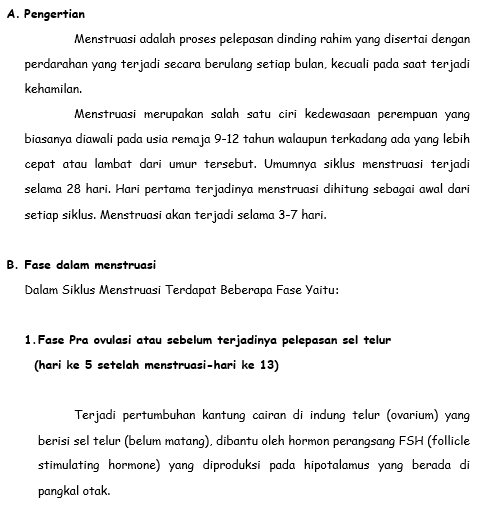 A. Pengertian
Menstruasi adalah proses pelepasan dinding rahim yang disertai dengan
perdarahan yang terjadi secara berulang setiap bulan, kecuali pada saat terjadi
kehamilan.
Menstruasi merupakan salah satu ciri kedewasaan perempuan yang
biasanya diawali pada usia remaja 9-12 tahun walaupun terkadang ada yang lebih
cepat atau lambat dari umur tersebut. Umumnya siklus menstruasi terjadi
selama 28 hari. Hari pertama terjadinya menstruasi dihitung sebagai awal dari
setiap siklus. Menstruasi akan terjadi selama 3-7 hari.
B. Fase dalam menstruasi
Dalam Siklus Menstruasi Terdapat Beberapa Fase Yaitu:
1. Fase Pra ovulasi atau sebelum terjadinya pelepasan sel telur
(hari ke 5 setelah menstruasi-hari ke 13)
Terjadi pertumbuhan kantung cairan di indung telur (ovarium) yang
berisi sel telur (belum matang), dibantu oleh hormon perangsang FSH (follicle
stimulating hormone) yang diproduksi pada hipotalamus yang berada di
pangkal otak.